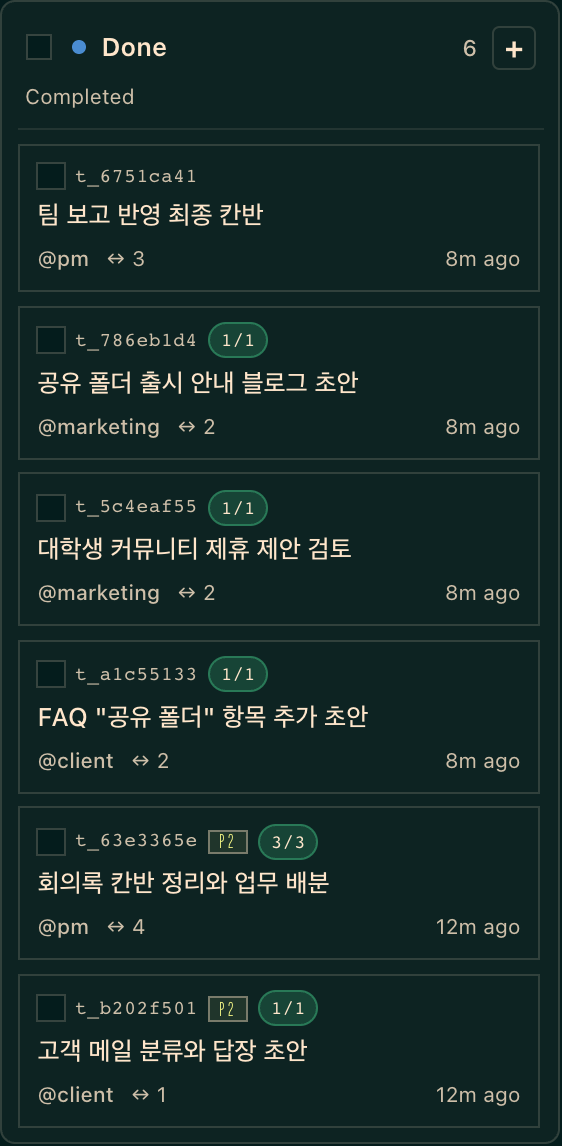 Done 6 +
Completed
t_6751ca41
팀 보고 반영 최종 칸반
@pm ↔ 3 8m ago
t_786eb1d4 1/1
공유 폴더 출시 안내 블로그 초안
@marketing ↔ 2 8m ago
t_5c4eaf55 1/1
대학생 커뮤니티 제휴 제안 검토
@marketing ↔ 2 8m ago
t_a1c55133 1/1
FAQ "공유 폴더" 항목 추가 초안
@client ↔ 2 8m ago
t_63e3365e P2 3/3
회의록 칸반 정리와 업무 배분
@pm ↔ 4 12m ago
t_b202f501 P2 1/1
고객 메일 분류와 답장 초안
@client ↔ 1 12m ago